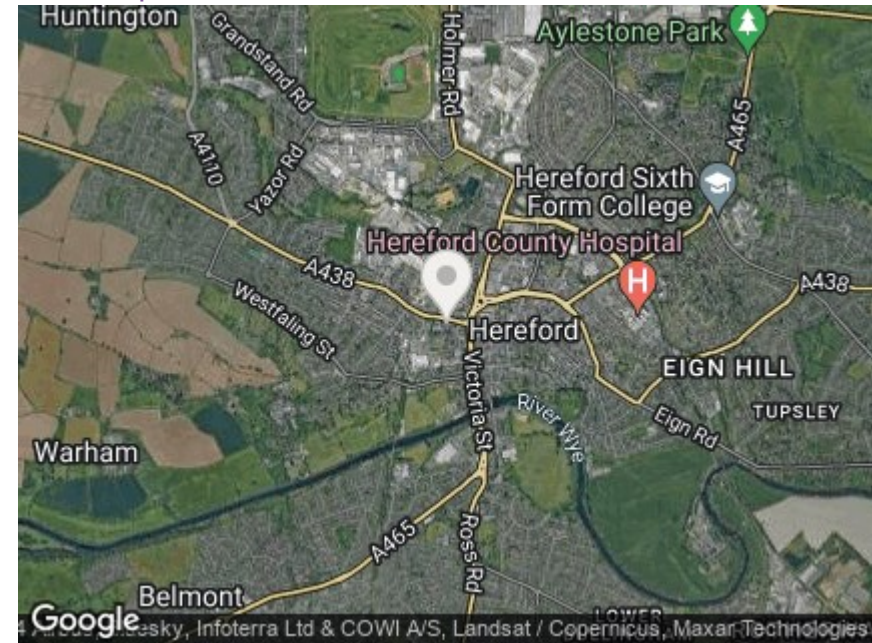 Huntington
Grandstand Rd
Holmer Rd
Aylestone Park
A4110
Yazor Rd
A465
Hereford Sixth
Form College
Hereford County Hospital
H
A438
A438
Westfaling St
Hereford
Victoria St
EIGN HILL
River Wye
Eign Rd
TUPSLEY
Warham
A465
Ross Rd
Belmont
LOWER
Google
sky, Infoterra Ltd & COWI A/S, Landsat / Copernicus, Maxar Technologies